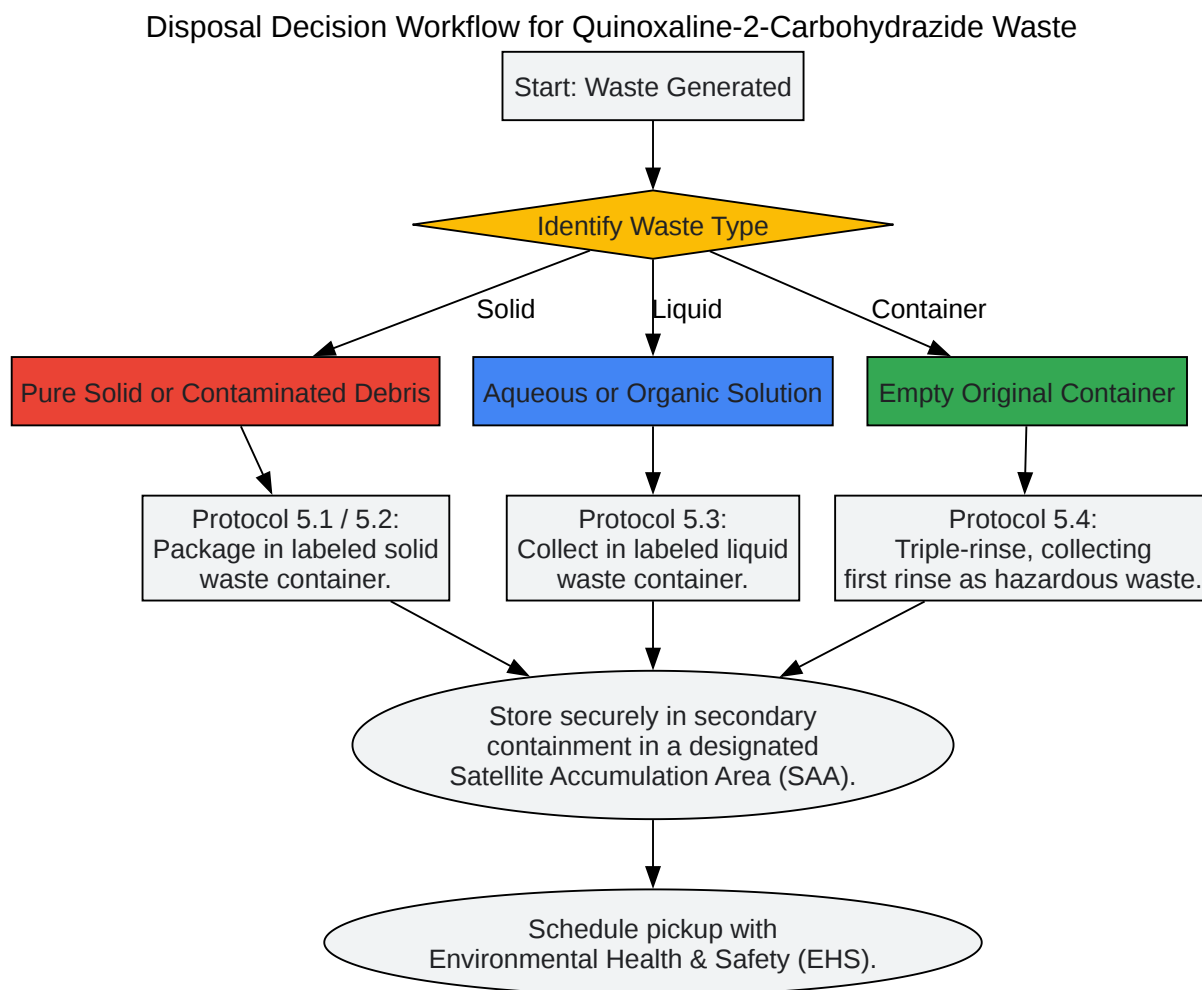 Disposal Decision Workflow for Quinoxaline-2-Carbohydrazide Waste
Start: Waste Generated
Identify Waste Type
Solid
Liquid
Container
Pure Solid or Contaminated Debris
Aqueous or Organic Solution
Empty Original Container
Protocol 5.1 / 5.2:
Package in labeled solid
waste container.
Protocol 5.3:
Collect in labeled liquid
waste container.
Protocol 5.4:
Triple-rinse, collecting
first rinse as hazardous waste.
Store securely in secondary
containment in a designated
Satellite Accumulation Area (SAA).
Schedule pickup with
Environmental Health & Safety (EHS).